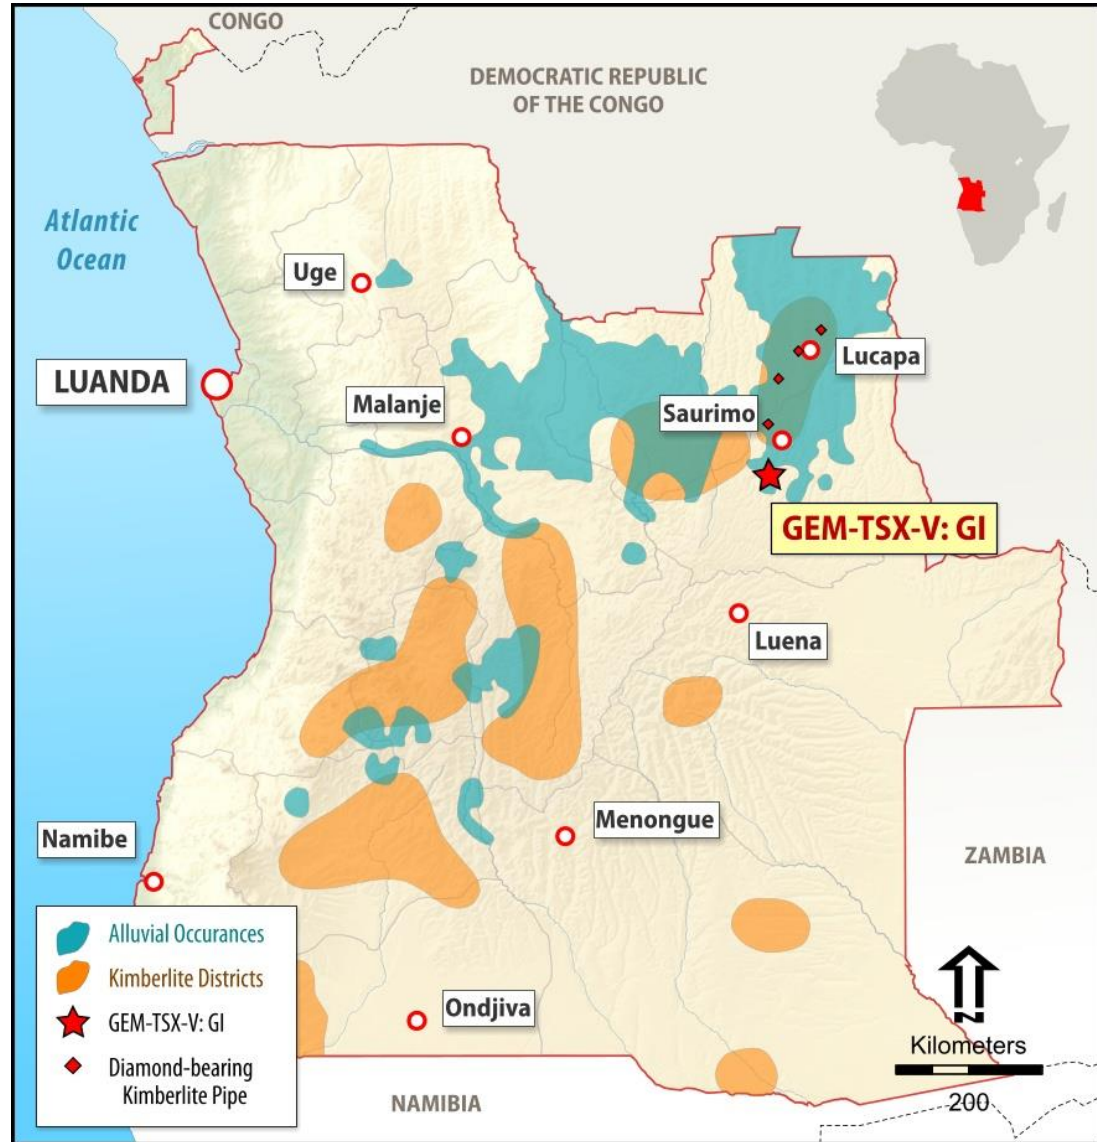 CONGO
DEMOCRATIC REPUBLIC
OF THE CONGO
Atlantic
Ocean
Uge
LUANDA
Malanje
Lucapa
Saurimo
GEM-TSX-V: GI
Luena
Menongue
Namibe
ZAMBIA
Ondjiva
NAMIBIA
Alluvial Occurances
Kimberlite Districts
GEM-TSX-V: GI
Diamond-bearing
Kimberlite Pipe
N
Kilometers
200